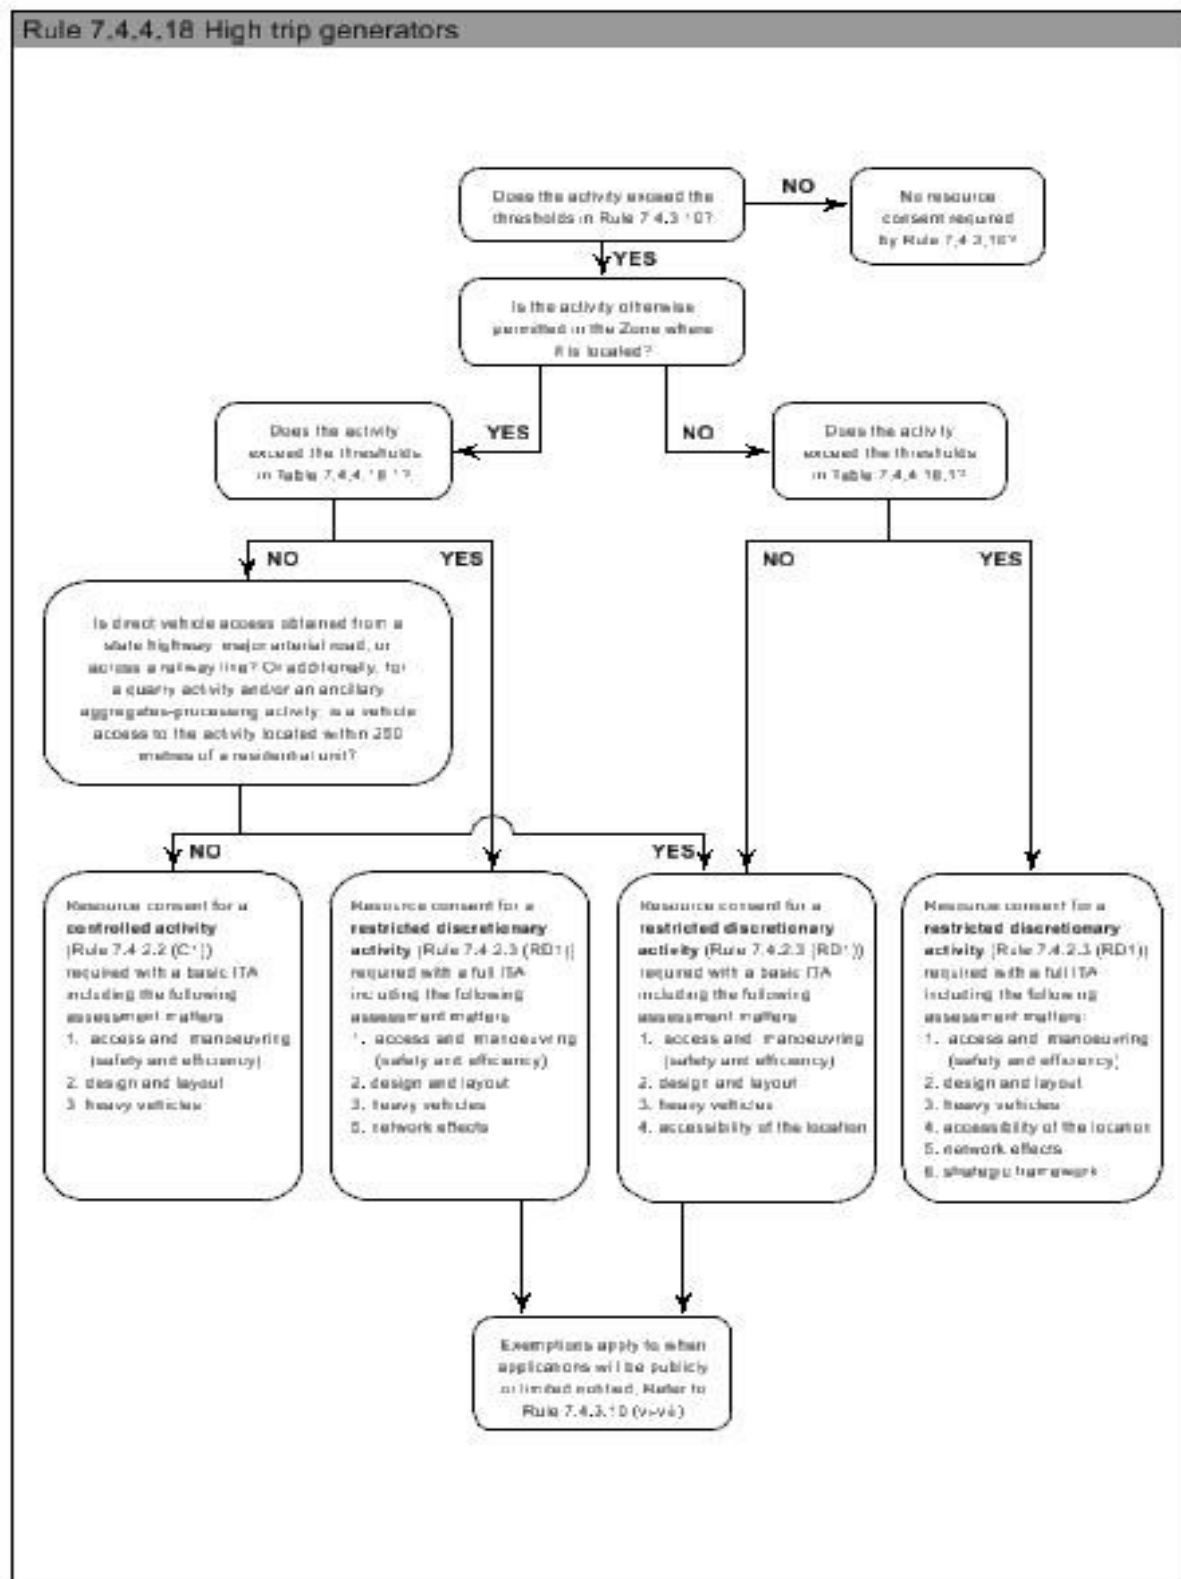 Rule 7.4.4.18 High trip generators
Does the activity exceed the
thresholds in Rule 7.4.3.10?
NO
No resource
consent required
by Rule 7.4.3.10?
YES
Is the activity otherwise
permitted in the Zone where
it is located?
YES
NO
Does the activity
exceed the thresholds
in Table 7.4.4.18.1?
Does the activity
exceed the thresholds
in Table 7.4.4.18.1?
NO
YES
NO
YES
Is direct vehicle access obtained from a
state highway, major arterial road, or
across a railway line? Or additionally, for
a quarry activity and/or an ancillary
aggregates-processing activity: is a vehicle
access to the activity located within 250
metres of a residential unit?
NO
YES
Resource consent for a
controlled activity
(Rule 7.4.2.2 (C1))
required with a basic ITA
including the following
assessment matters
1. access and manoeuvring
(safety and efficiency)
2. design and layout
3. heavy vehicles
Resource consent for a
restricted discretionary
activity (Rule 7.4.2.3 (RD1))
required with a full ITA
including the following
assessment matters
1. access and manoeuvring
(safety and efficiency)
2. design and layout
3. heavy vehicles
5. network effects
Resource consent for a
restricted discretionary
activity (Rule 7.4.2.3 (RD1))
required with a basic ITA
including the following
assessment matters
1. access and manoeuvring
(safety and efficiency)
2. design and layout
3. heavy vehicles
4. accessibility of the location
Resource consent for a
restricted discretionary
activity (Rule 7.4.2.3 (RD1))
required with a full ITA
including the following
assessment matters:
1. access and manoeuvring
(safety and efficiency)
2. design and layout
3. heavy vehicles
4. accessibility of the location
5. network effects
6. strategic framework
Exemptions apply to when
applications will be publicly
or limited notified. Refer to
Rule 7.4.3.10